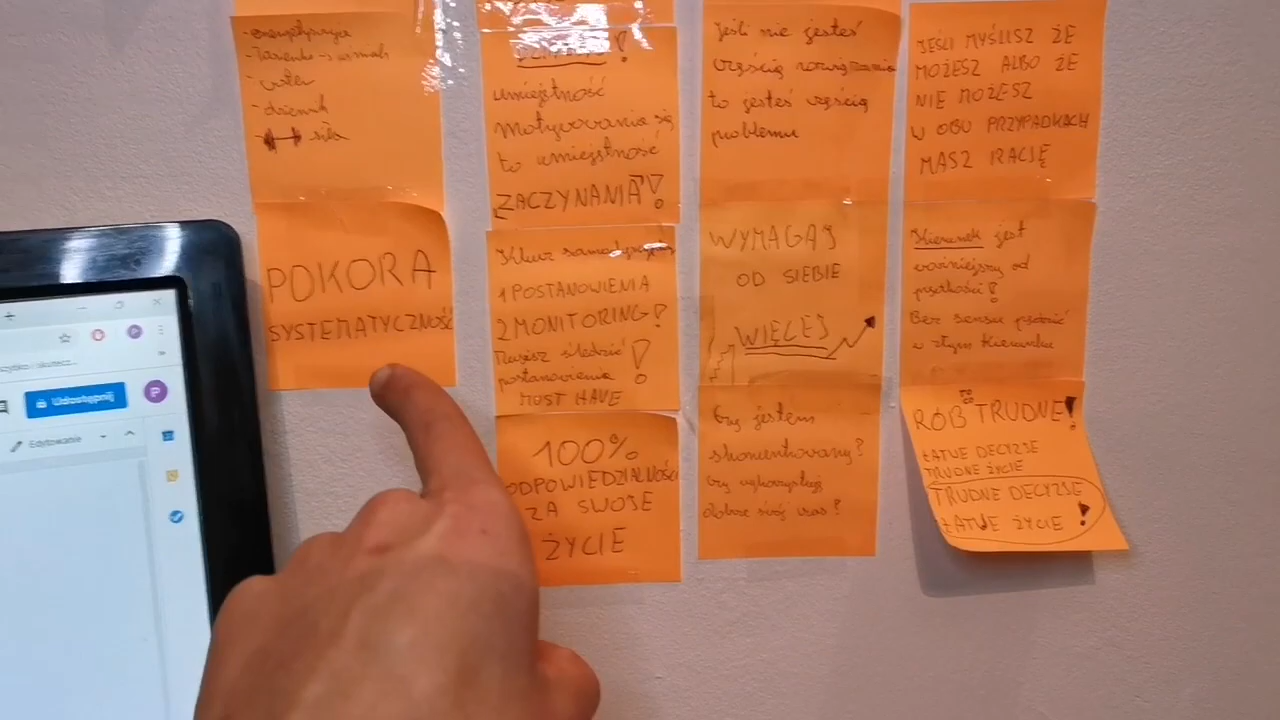 - dziennik
- siła
POKORA
SYSTEMATYCZNOŚĆ
umiejętność
motywowania się
to umiejętność
ZACZYNANIA!
Klucz
1 POSTANOWIENIA
2 MONITORING!
Musisz śledzić
postanowienia!
MUST HAVE
100%
ODPOWIEDZIALNOŚCI
ZA SWOJE
ŻYCIE
Jeśli nie jesteś
częścią rozwiązania
to jesteś częścią
problemu
WYMAGAJ
OD SIEBIE
WIĘCEJ
Czy jestem
skoncentrowany?
czy wykorzystuję
dobrze swój czas?
JEŚLI MYŚLISZ ŻE
MOŻESZ ALBO ŻE
NIE MOŻESZ
W OBU PRZYPADKACH
MASZ RACJĘ
Kierunek jest
ważniejszy od
prędkości!
Bez sensu pędzić
w złym kierunku
RÓB TO CO TRUDNE!
ŁATWE DECYZJE
TRUDNE ŻYCIE
TRUDNE DECYZJE
ŁATWE ŻYCIE!
Udostępnij
P
P
Edytowanie